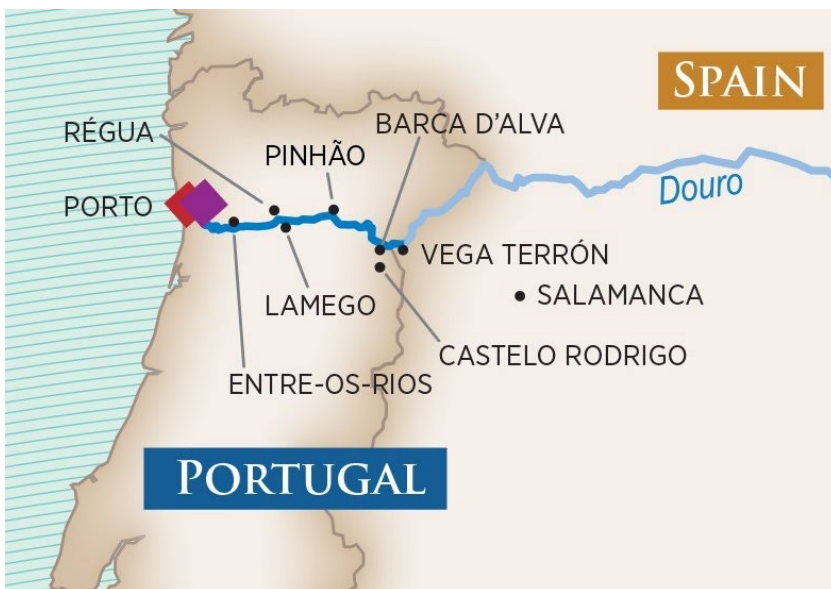 SPAIN
RÉGUA
BARCA D'ALVA
PINHÃO
Douro
PORTO
VEGA TERRÓN
LAMEGO
SALAMANCA
CASTELO RODRIGO
ENTRE-OS-RIOS
PORTUGAL